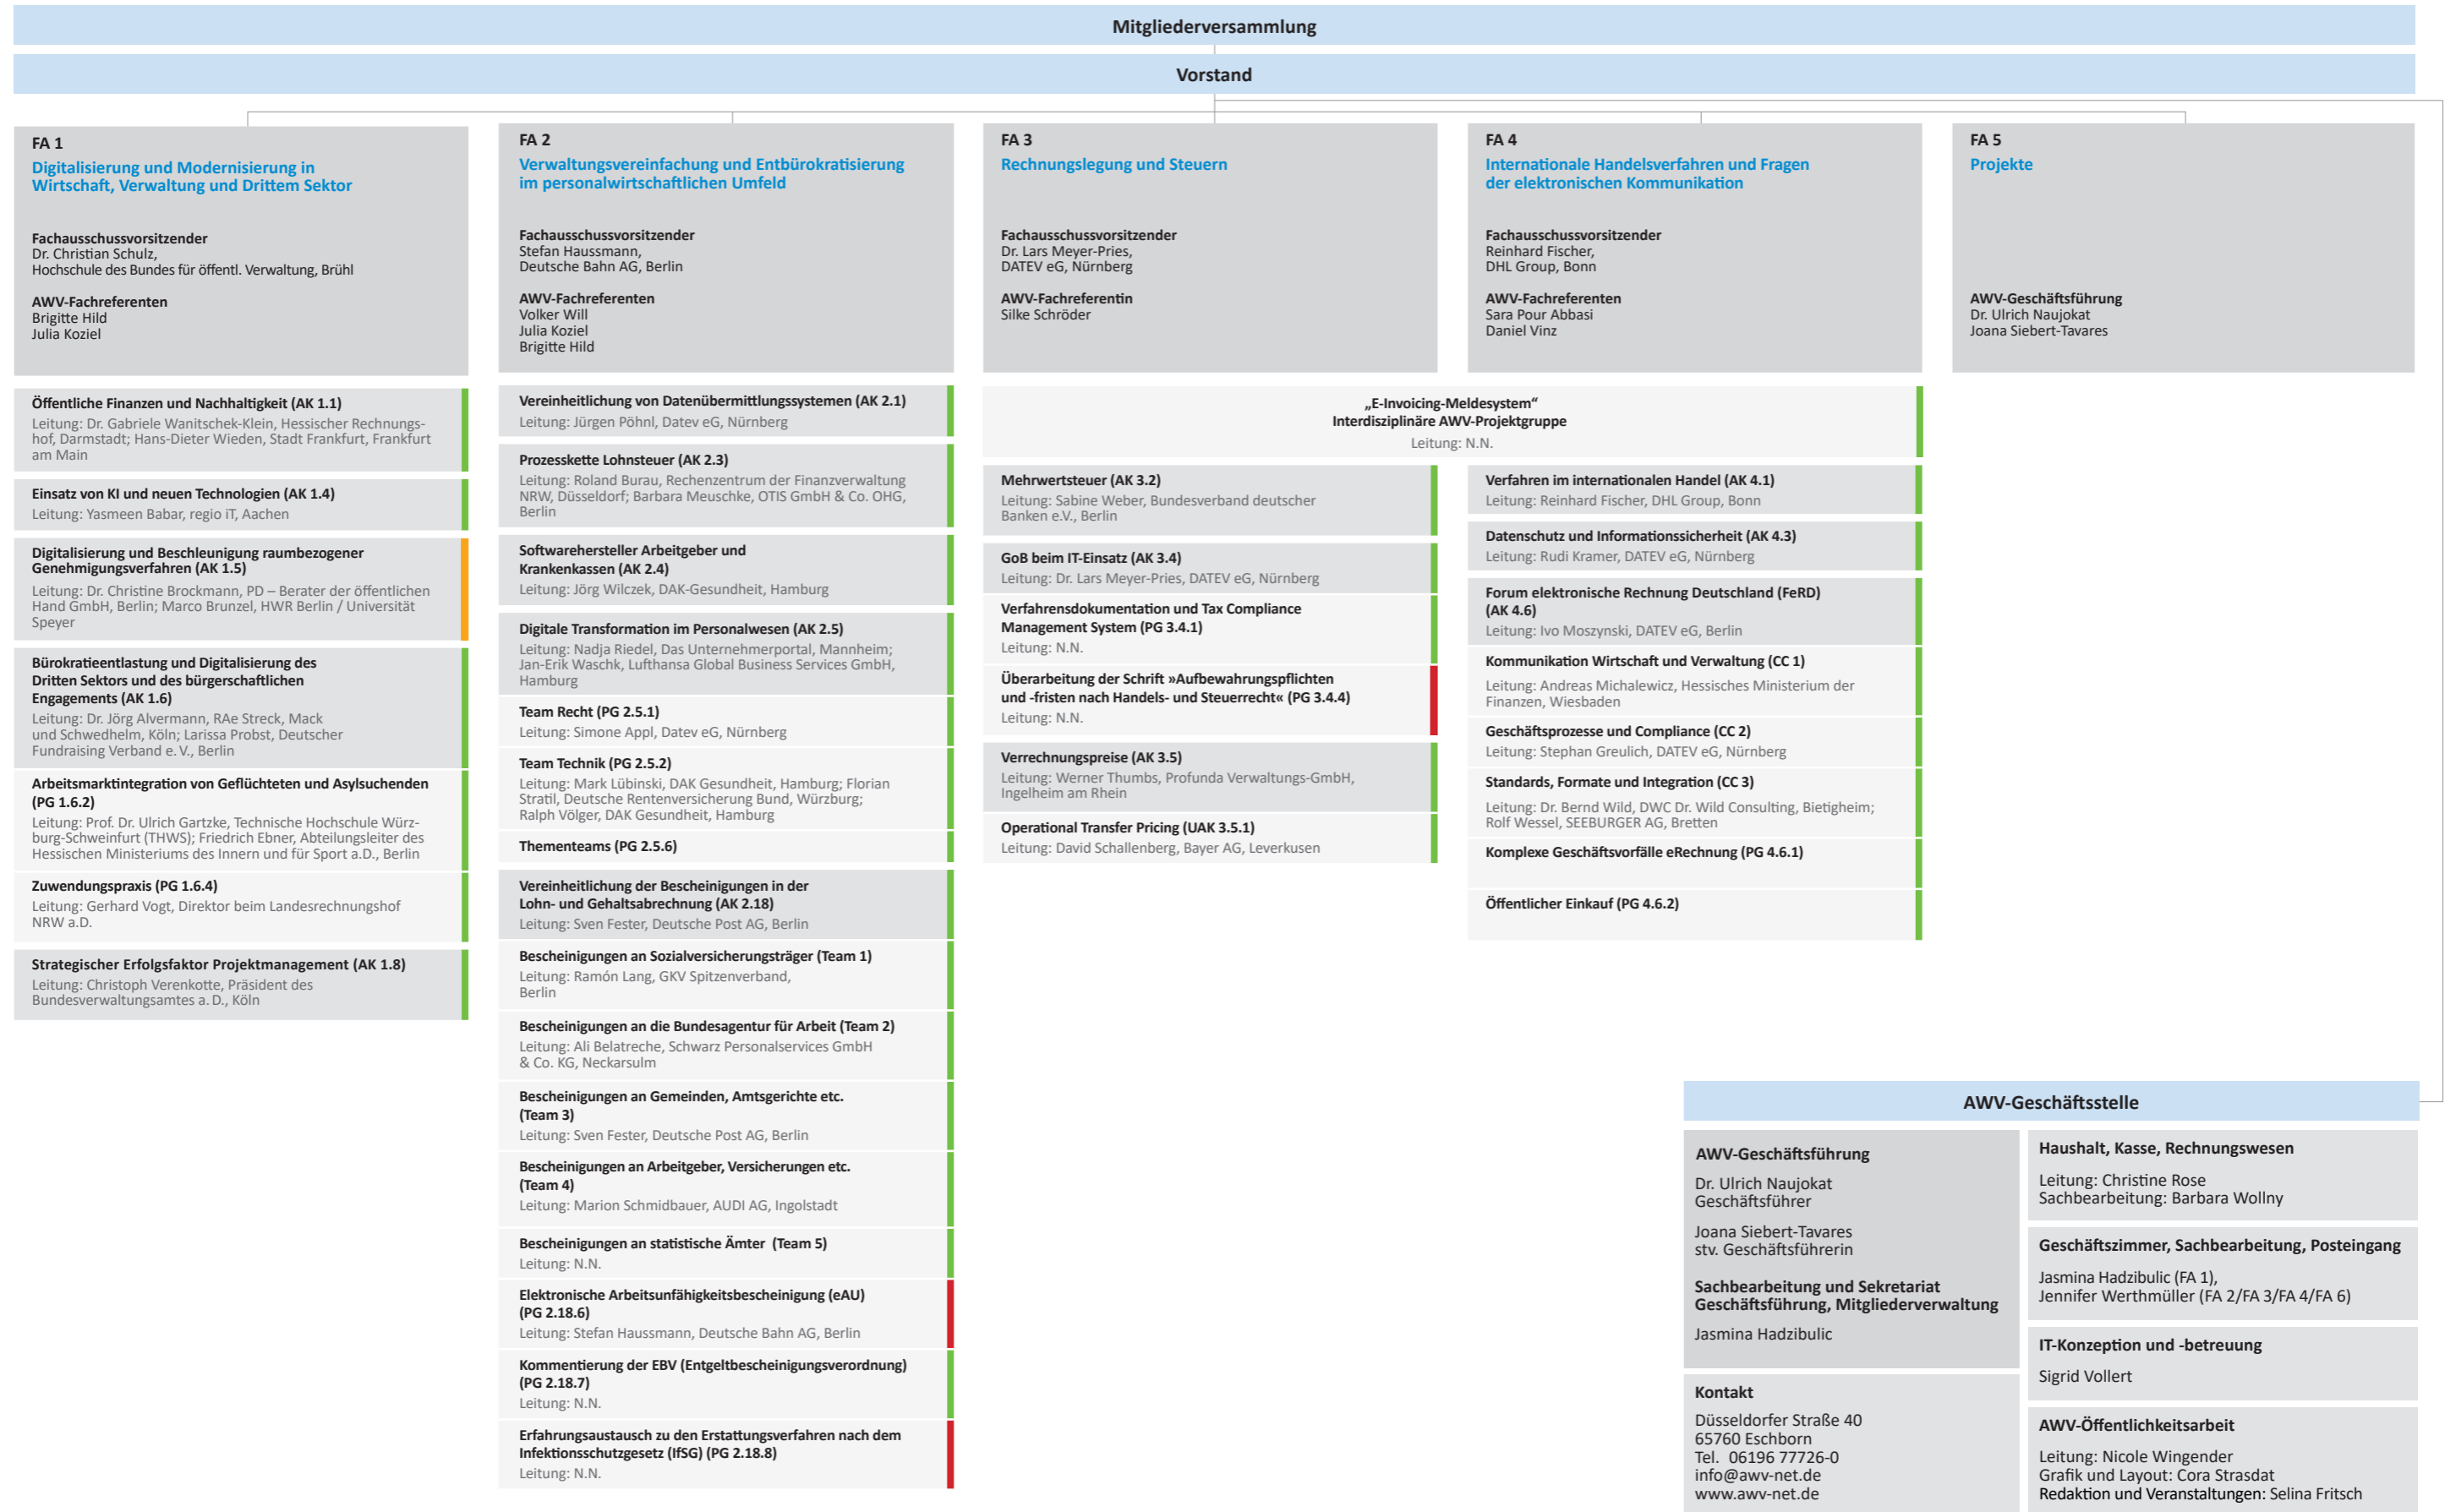 Mitgliederversammlung
Vorstand
FA 1
Digitalisierung und Modernisierung in
Wirtschaft, Verwaltung und Drittem Sektor
Fachausschussvorsitzender
Dr. Christian Schulz,
Hochschule des Bundes für öffentl. Verwaltung, Brühl
AWV-Fachreferenten
Brigitte Hild
Julia Koziel
Öffentliche Finanzen und Nachhaltigkeit (AK 1.1)
Leitung: Dr. Gabriele Wanitschek-Klein, Hessischer Rechnungs-
hof, Darmstadt; Hans-Dieter Wieden, Stadt Frankfurt, Frankfurt
am Main
Einsatz von KI und neuen Technologien (AK 1.4)
Leitung: Yasmeen Babar, regio iT, Aachen
Digitalisierung und Beschleunigung raumbezogener
Genehmigungsverfahren (AK 1.5)
Leitung: Dr. Christine Brockmann, PD – Berater der öffentlichen
Hand GmbH, Berlin; Marco Brunzel, HWR Berlin / Universität
Speyer
Bürokratieentlastung und Digitalisierung des
Dritten Sektors und des bürgerschaftlichen
Engagements (AK 1.6)
Leitung: Dr. Jörg Alvermann, RAe Streck, Mack
und Schwedhelm, Köln; Larissa Probst, Deutscher
Fundraising Verband e. V., Berlin
Arbeitsmarktintegration von Geflüchteten und Asylsuchenden
(PG 1.6.2)
Leitung: Prof. Dr. Ulrich Gartzke, Technische Hochschule Würz-
burg-Schweinfurt (THWS); Friedrich Ebner, Abteilungsleiter des
Hessischen Ministeriums des Innern und für Sport a.D., Berlin
Zuwendungspraxis (PG 1.6.4)
Leitung: Gerhard Vogt, Direktor beim Landesrechnungshof
NRW a.D.
Strategischer Erfolgsfaktor Projektmanagement (AK 1.8)
Leitung: Christoph Verenkotte, Präsident des
Bundesverwaltungsamtes a. D., Köln
FA 2
Verwaltungsvereinfachung und Entbürokratisierung
im personalwirtschaftlichen Umfeld
Fachausschussvorsitzender
Stefan Haussmann,
Deutsche Bahn AG, Berlin
AWV-Fachreferenten
Volker Will
Julia Koziel
Brigitte Hild
Vereinheitlichung von Datenübermittlungssystemen (AK 2.1)
Leitung: Jürgen Pöhnl, Datev eG, Nürnberg
Prozesskette Lohnsteuer (AK 2.3)
Leitung: Roland Burau, Rechenzentrum der Finanzverwaltung
NRW, Düsseldorf; Barbara Meuschke, OTIS GmbH & Co. OHG,
Berlin
Softwarehersteller Arbeitgeber und
Krankenkassen (AK 2.4)
Leitung: Jörg Wilczek, DAK-Gesundheit, Hamburg
Digitale Transformation im Personalwesen (AK 2.5)
Leitung: Nadja Riedel, Das Unternehmerportal, Mannheim;
Jan-Erik Waschk, Lufthansa Global Business Services GmbH,
Hamburg
Team Recht (PG 2.5.1)
Leitung: Simone Appl, Datev eG, Nürnberg
Team Technik (PG 2.5.2)
Leitung: Mark Lübinski, DAK Gesundheit, Hamburg; Florian
Stratil, Deutsche Rentenversicherung Bund, Würzburg;
Ralph Völger, DAK Gesundheit, Hamburg
Thementeams (PG 2.5.6)
Vereinheitlichung der Bescheinigungen in der
Lohn- und Gehaltsabrechnung (AK 2.18)
Leitung: Sven Fester, Deutsche Post AG, Berlin
Bescheinigungen an Sozialversicherungsträger (Team 1)
Leitung: Ramón Lang, GKV Spitzenverband,
Berlin
Bescheinigungen an die Bundesagentur für Arbeit (Team 2)
Leitung: Ali Belatreche, Schwarz Personalservices GmbH
& Co. KG, Neckarsulm
Bescheinigungen an Gemeinden, Amtsgerichte etc.
(Team 3)
Leitung: Sven Fester, Deutsche Post AG, Berlin
Bescheinigungen an Arbeitgeber, Versicherungen etc.
(Team 4)
Leitung: Marion Schmidbauer, AUDI AG, Ingolstadt
Bescheinigungen an statistische Ämter (Team 5)
Leitung: N.N.
Elektronische Arbeitsunfähigkeitsbescheinigung (eAU)
(PG 2.18.6)
Leitung: Stefan Haussmann, Deutsche Bahn AG, Berlin
Kommentierung der EBV (Entgeltbescheinigungsverordnung)
(PG 2.18.7)
Leitung: N.N.
Erfahrungsaustausch zu den Erstattungsverfahren nach dem
Infektionsschutzgesetz (IfSG) (PG 2.18.8)
Leitung: N.N.
FA 3
Rechnungslegung und Steuern
Fachausschussvorsitzender
Dr. Lars Meyer-Pries,
DATEV eG, Nürnberg
AWV-Fachreferentin
Silke Schröder
FA 4
Internationale Handelsverfahren und Fragen
der elektronischen Kommunikation
Fachausschussvorsitzender
Reinhard Fischer,
DHL Group, Bonn
AWV-Fachreferenten
Sara Pour Abbasi
Daniel Vinz
FA 5
Projekte
AWV-Geschäftsführung
Dr. Ulrich Naujokat
Joana Siebert-Tavares
„E-Invoicing-Meldesystem“
Interdisziplinäre AWV-Projektgruppe
Leitung: N.N.
Mehrwertsteuer (AK 3.2)
Leitung: Sabine Weber, Bundesverband deutscher
Banken e.V., Berlin
GoB beim IT-Einsatz (AK 3.4)
Leitung: Dr. Lars Meyer-Pries, DATEV eG, Nürnberg
Verfahrensdokumentation und Tax Compliance
Management System (PG 3.4.1)
Leitung: N.N.
Überarbeitung der Schrift »Aufbewahrungspflichten
und -fristen nach Handels- und Steuerrecht« (PG 3.4.4)
Leitung: N.N.
Verrechnungspreise (AK 3.5)
Leitung: Werner Thumbs, Profunda Verwaltungs-GmbH,
Ingelheim am Rhein
Operational Transfer Pricing (UAK 3.5.1)
Leitung: David Schallenberg, Bayer AG, Leverkusen
Verfahren im internationalen Handel (AK 4.1)
Leitung: Reinhard Fischer, DHL Group, Bonn
Datenschutz und Informationssicherheit (AK 4.3)
Leitung: Rudi Kramer, DATEV eG, Nürnberg
Forum elektronische Rechnung Deutschland (FeRD)
(AK 4.6)
Leitung: Ivo Moszynski, DATEV eG, Berlin
Kommunikation Wirtschaft und Verwaltung (CC 1)
Leitung: Andreas Michalewicz, Hessisches Ministerium der
Finanzen, Wiesbaden
Geschäftsprozesse und Compliance (CC 2)
Leitung: Stephan Greulich, DATEV eG, Nürnberg
Standards, Formate und Integration (CC 3)
Leitung: Dr. Bernd Wild, DWC Dr. Wild Consulting, Bietigheim;
Rolf Wessel, SEEBURGER AG, Bretten
Komplexe Geschäftsvorfälle eRechnung (PG 4.6.1)
Öffentlicher Einkauf (PG 4.6.2)
AWV-Geschäftsstelle
AWV-Geschäftsführung
Dr. Ulrich Naujokat
Geschäftsführer
Joana Siebert-Tavares
stv. Geschäftsführerin
Sachbearbeitung und Sekretariat
Geschäftsführung, Mitgliederverwaltung
Jasmina Hadzibulic
Kontakt
Düsseldorfer Straße 40
65760 Eschborn
Tel. 06196 77726-0
info@awv-net.de
www.awv-net.de
Haushalt, Kasse, Rechnungswesen
Leitung: Christine Rose
Sachbearbeitung: Barbara Wollny
Geschäftszimmer, Sachbearbeitung, Posteingang
Jasmina Hadzibulic (FA 1),
Jennifer Werthmüller (FA 2/FA 3/FA 4/FA 6)
IT-Konzeption und -betreuung
Sigrid Vollert
AWV-Öffentlichkeitsarbeit
Leitung: Nicole Wingender
Grafik und Layout: Cora Strasdat
Redaktion und Veranstaltungen: Selina Fritsch